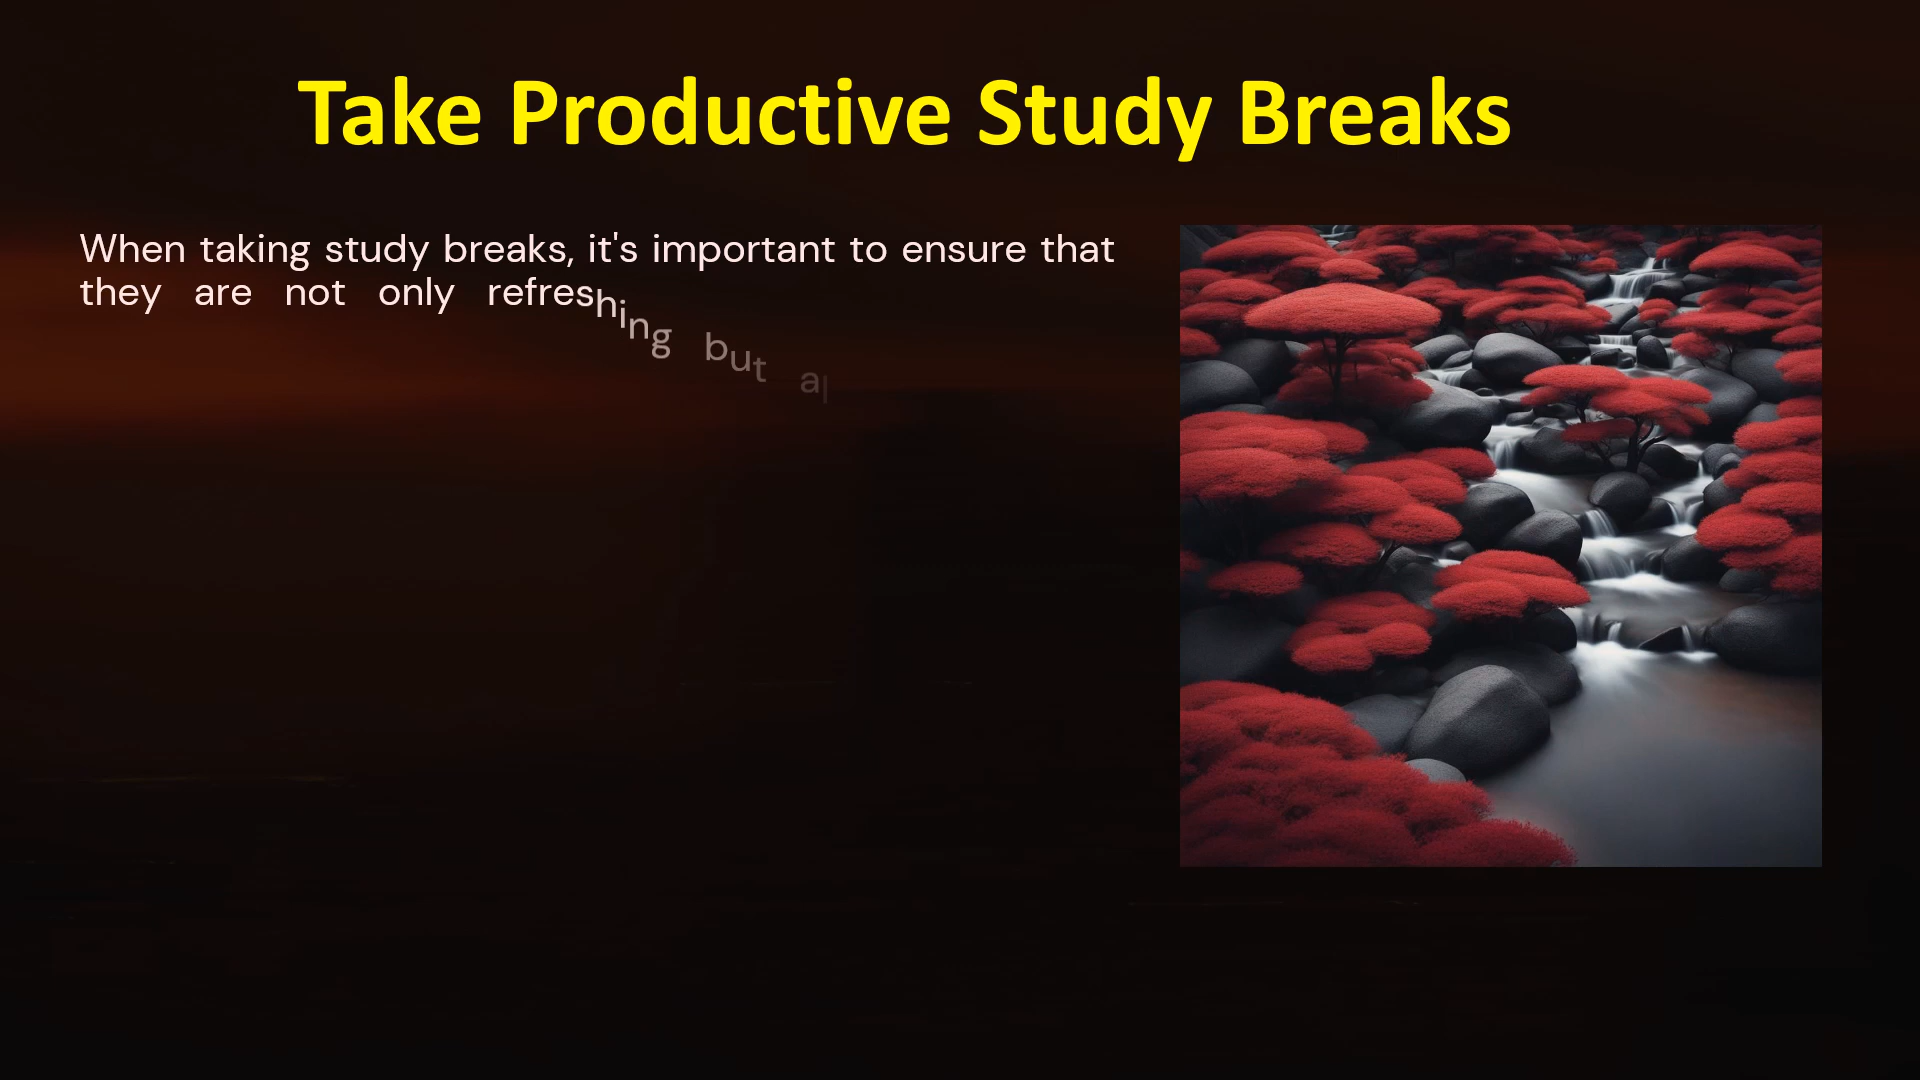 Take Productive Study Breaks
When taking study breaks, it's important to ensure that
they are not only refreshing but al